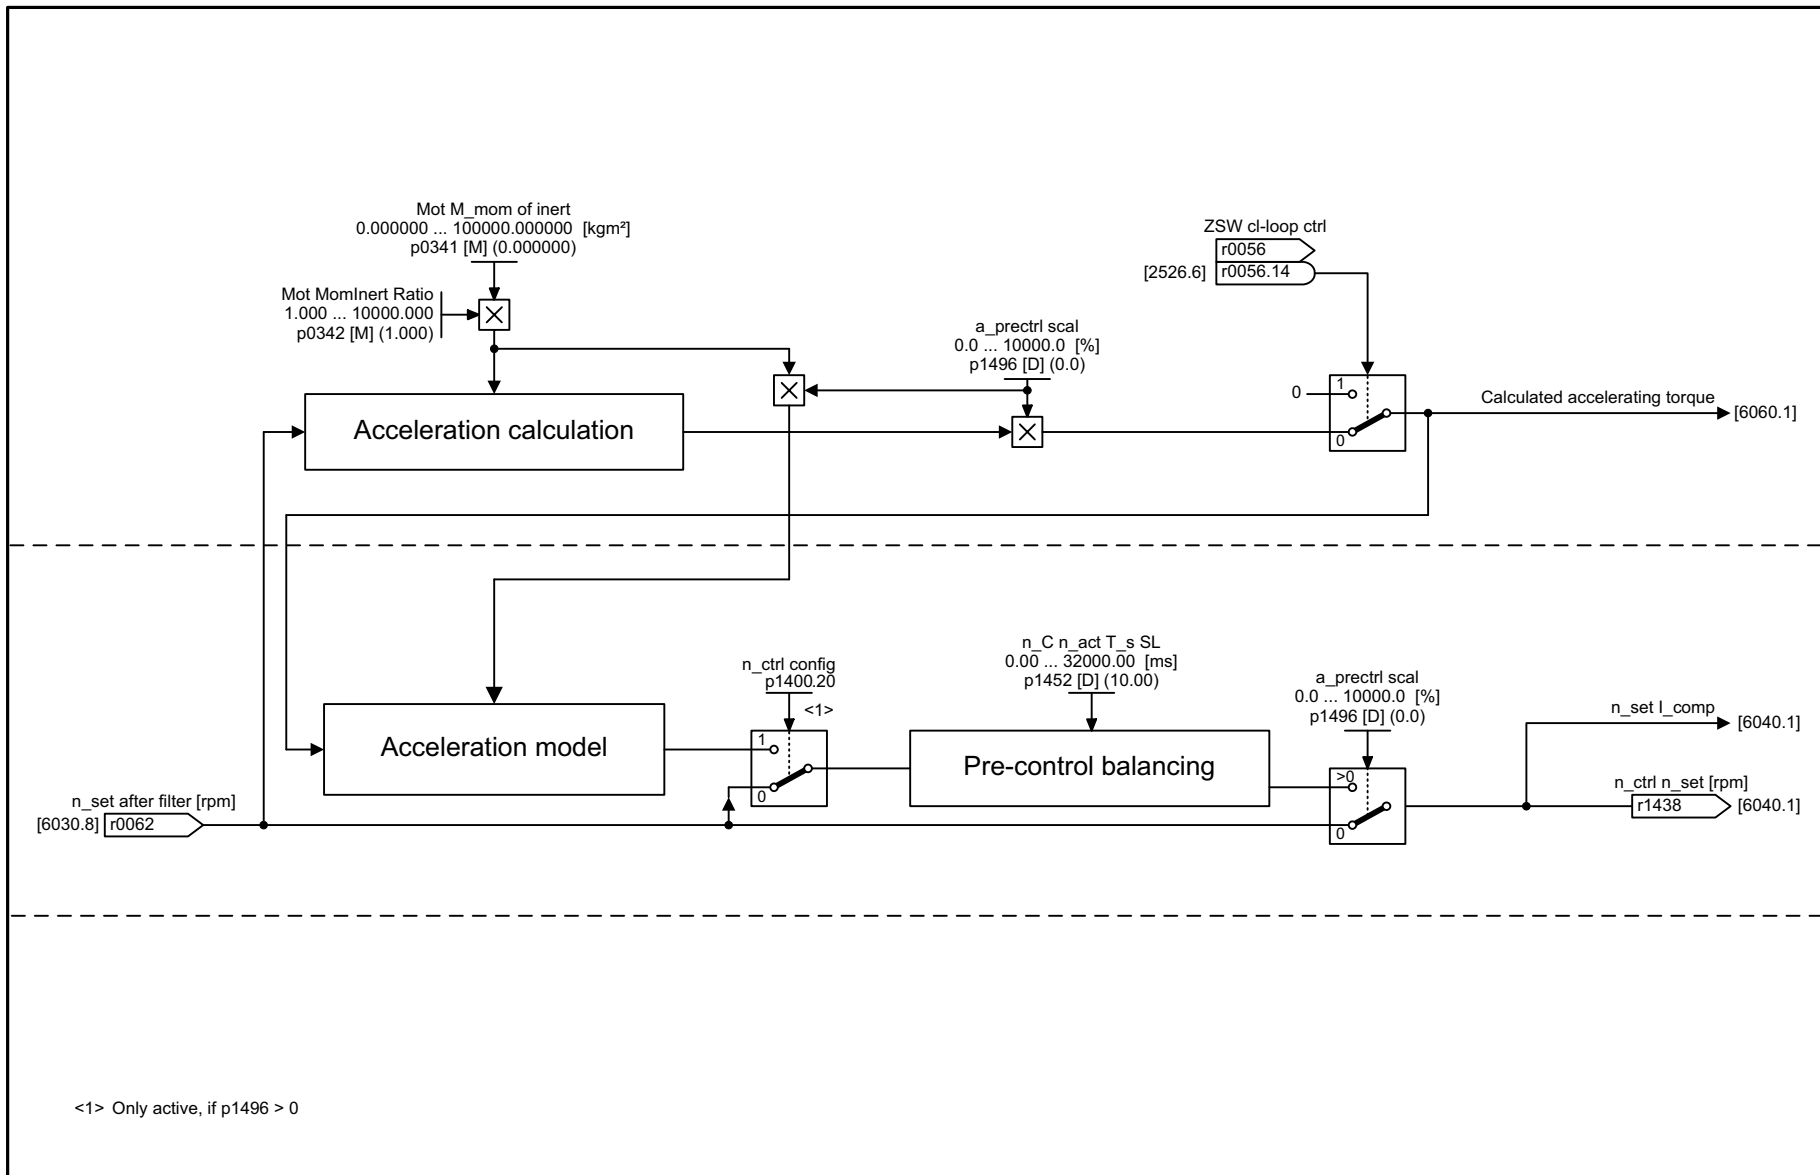 Mot M_mom of inert
0.000000 ... 100000.000000 [kgm²]
p0341 [M] (0.000000)
Mot MomInert Ratio
1.000 ... 10000.000
p0342 [M] (1.000)
ZSW cl-loop ctrl
r0056
[2526.6] r0056.14
a_prectrl scal
0.0 ... 10000.0 [%]
p1496 [D] (0.0)
1
0
0
Calculated accelerating torque
[6060.1]
Acceleration calculation
n_ctrl config
p1400.20
<1>
n_C n_act T_s SL
0.00 ... 32000.00 [ms]
p1452 [D] (10.00)
a_prectrl scal
0.0 ... 10000.0 [%]
p1496 [D] (0.0)
Acceleration model
1
0
Pre-control balancing
>0
0
n_set I_comp
[6040.1]
n_ctrl n_set [rpm]
r1438 [6040.1]
n_set after filter [rpm]
[6030.8] r0062
<1> Only active, if p1496 > 0